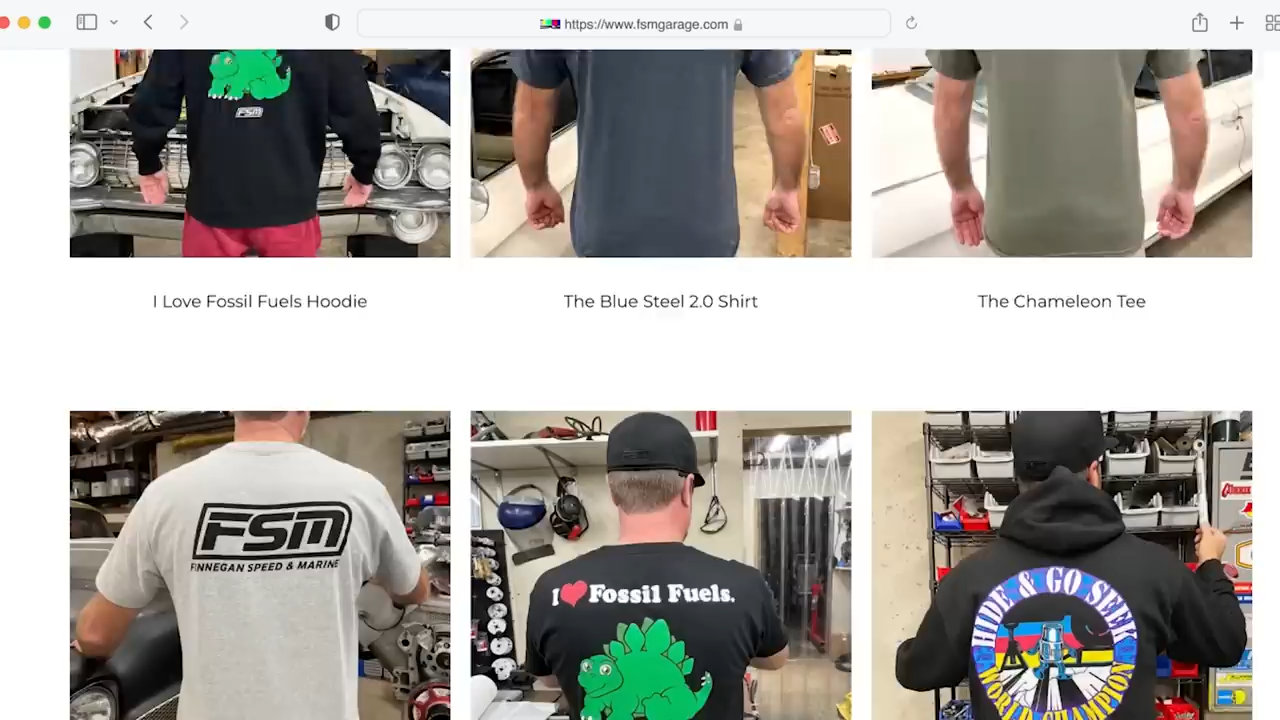 https://www.fsmgarage.com
FSM
I Love Fossil Fuels Hoodie
The Blue Steel 2.0 Shirt
The Chameleon Tee
FSM
FINNEGAN SPEED & MARINE
I ❤ Fossil Fuels.
HIDE & GO SEEK
WORLD CHAMPION